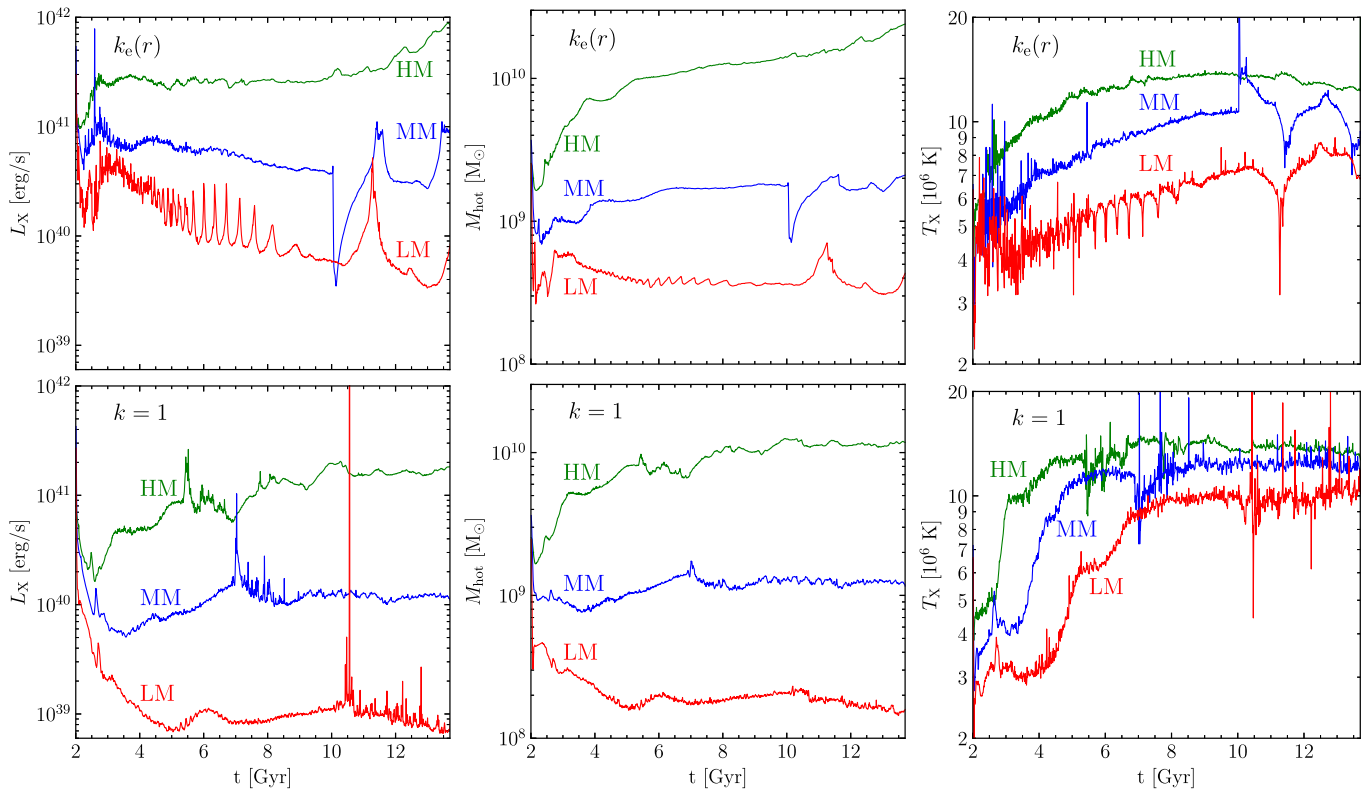 10^42
10^41
10^40
10^39
L_X [erg/s]
k_e(r)
HM
MM
LM
10^10
10^9
10^8
M_hot [M_⊙]
k_e(r)
HM
MM
LM
20
10
9
8
7
6
5
4
3
2
T_X [10^6 K]
k_e(r)
HM
MM
LM
10^42
10^41
10^40
10^39
L_X [erg/s]
k = 1
HM
MM
LM
2 4 6 8 10 12
t [Gyr]
10^10
10^9
10^8
M_hot [M_⊙]
k = 1
HM
MM
LM
2 4 6 8 10 12
t [Gyr]
20
10
9
8
7
6
5
4
3
2
T_X [10^6 K]
k = 1
HM
MM
LM
2 4 6 8 10 12
t [Gyr]